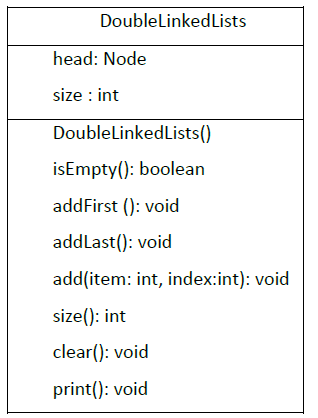 DoubleLinkedLists
head: Node
size : int
DoubleLinkedLists()
isEmpty(): boolean
addFirst (): void
addLast(): void
add(item: int, index:int): void
size(): int
clear(): void
print(): void